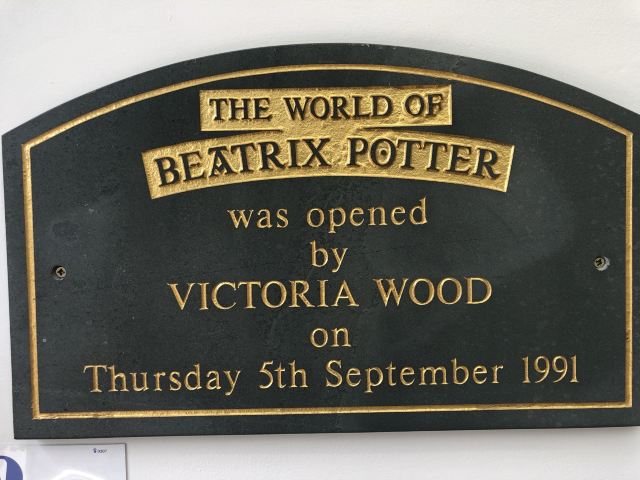 THE WORLD OF
BEATRIX POTTER
was opened
by
VICTORIA WOOD
on
Thursday 5th September 1991